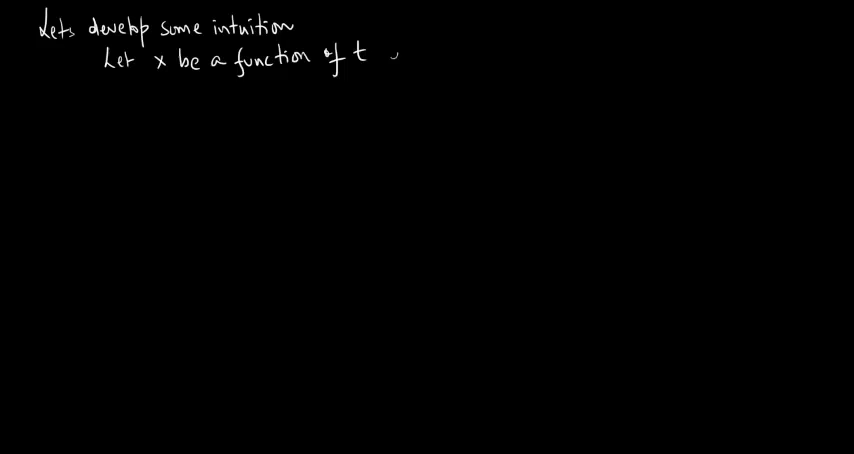 Lets develop some intuition
Let x be a function of t